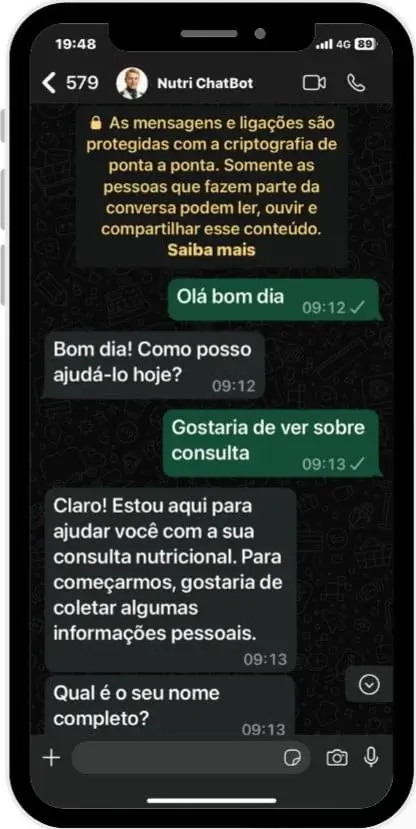 19:48 4G 89
579 Nutri ChatBot
As mensagens e ligações são
protegidas com a criptografia de
ponta a ponta. Somente as
pessoas que fazem parte da
conversa podem ler, ouvir e
compartilhar esse conteúdo.
Saiba mais
Olá bom dia
09:12
Bom dia! Como posso
ajudá-lo hoje?
09:12
Gostaria de ver sobre
consulta
09:13
Claro! Estou aqui para
ajudar você com a sua
consulta nutricional. Para
começarmos, gostaria de
coletar algumas
informações pessoais.
09:13
Qual é o seu nome
completo?
09:13